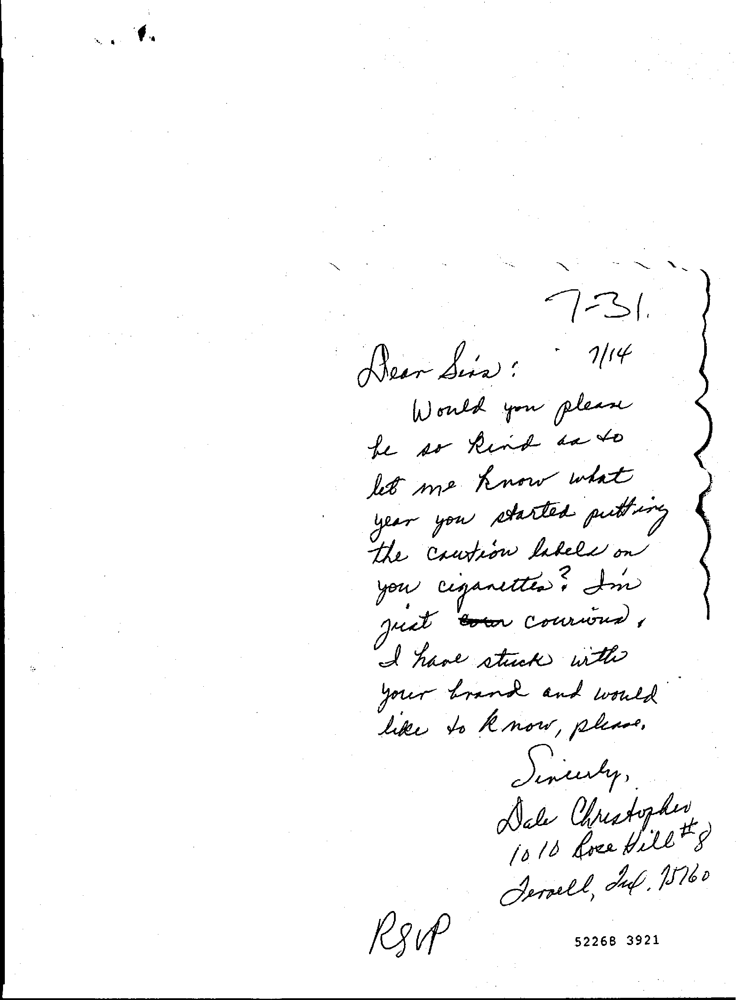 7-31.
Dear Sirs: 7/14
Would you please
be so kind as to
let me know what
year you started putting
the caution labels on
you cigarettes? I'm
just courious,
I have stuck with
your brand and would
like to know, please.
Sincerly,
Dale Christopher
1010 Rose Hill #8
Terrell, Tex. 75160
RSVP
52268 3921